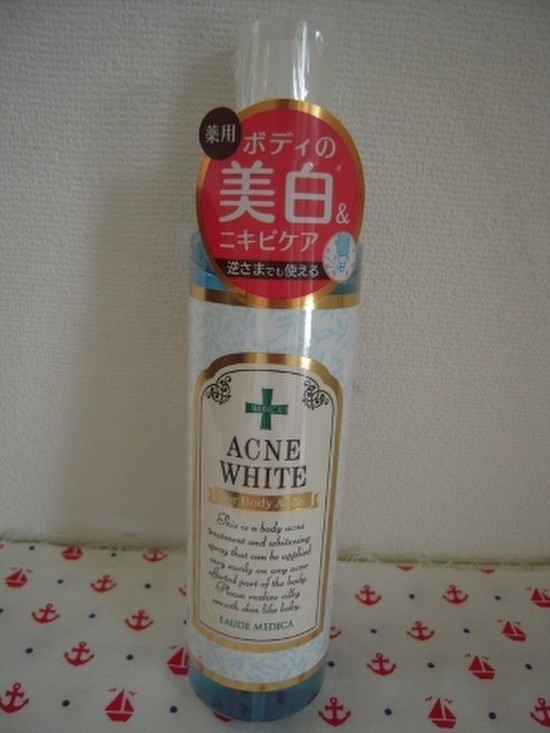 薬用
ボディの
美白&
ニキビケア
逆さまでも使える
MEDICA
ACNE
WHITE
for Body Acne
This is a body acne
treatment and whitening
spray that can be applied
very easily on any acne
affected part of the body.
Please realize silky
smooth skin like baby.
EAUDE MEDICA